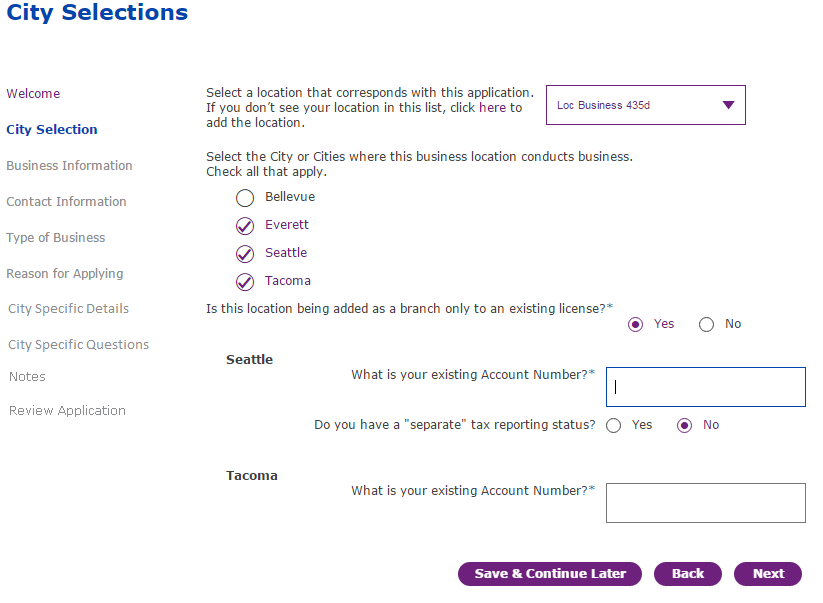 City Selections
Welcome
City Selection
Business Information
Contact Information
Type of Business
Reason for Applying
City Specific Details
City Specific Questions
Notes
Review Application
Select a location that corresponds with this application.
If you don’t see your location in this list, click here to
add the location.
Loc Business 435d
Select the City or Cities where this business location conducts business.
Check all that apply.
Bellevue
Everett
Seattle
Tacoma
Is this location being added as a branch only to an existing license?*
Yes No
Seattle
What is your existing Account Number?*
Do you have a "separate" tax reporting status? Yes No
Tacoma
What is your existing Account Number?*
Save & Continue Later Back Next